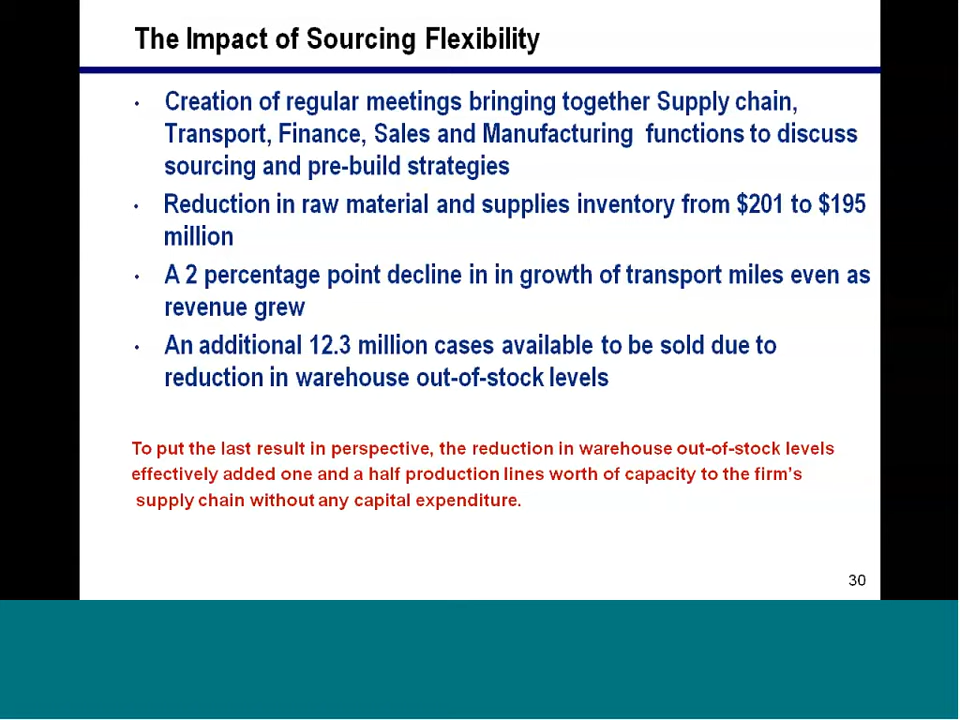 The Impact of Sourcing Flexibility
• Creation of regular meetings bringing together Supply chain,
Transport, Finance, Sales and Manufacturing functions to discuss
sourcing and pre-build strategies
• Reduction in raw material and supplies inventory from $201 to $195
million
• A 2 percentage point decline in in growth of transport miles even as
revenue grew
• An additional 12.3 million cases available to be sold due to
reduction in warehouse out-of-stock levels
To put the last result in perspective, the reduction in warehouse out-of-stock levels
effectively added one and a half production lines worth of capacity to the firm's
supply chain without any capital expenditure.
30